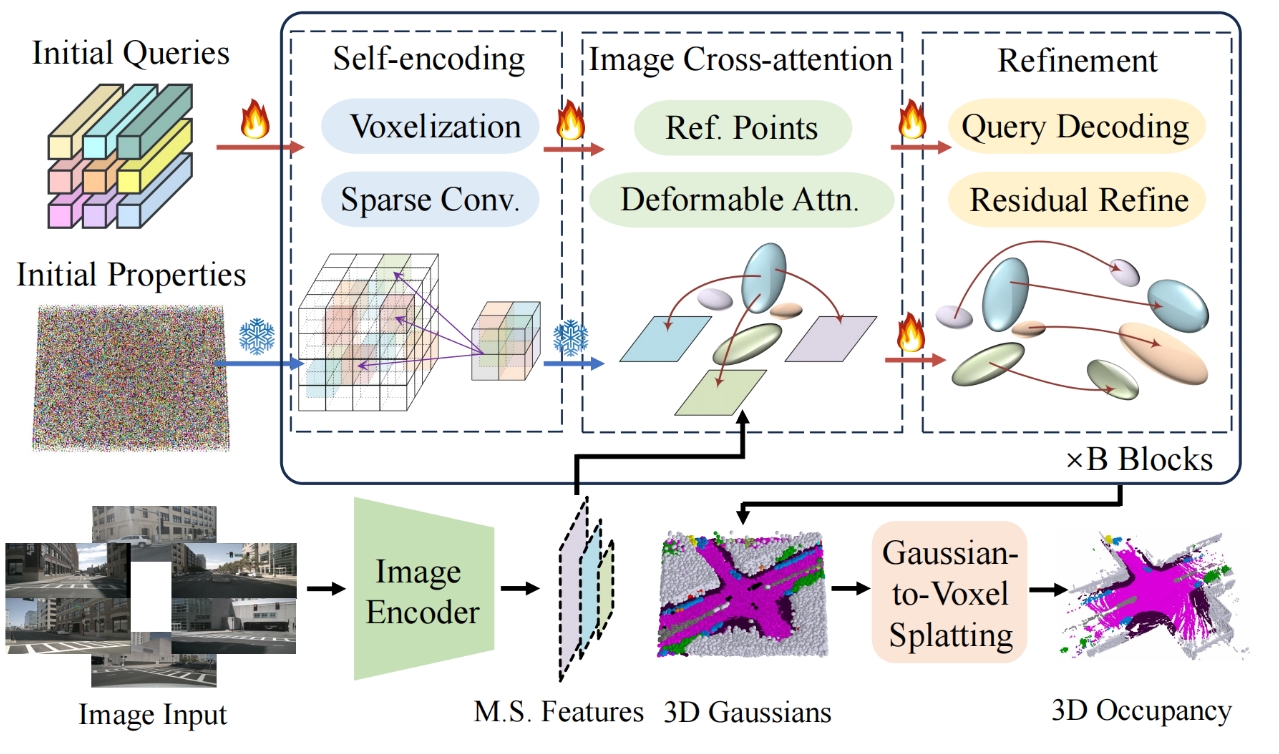 Initial Queries
Self-encoding
Voxelization
Sparse Conv.
Image Cross-attention
Ref. Points
Deformable Attn.
Refinement
Query Decoding
Residual Refine
Initial Properties
×B Blocks
Image
Encoder
Gaussian-
to-Voxel
Splatting
Image Input
M.S. Features
3D Gaussians
3D Occupancy